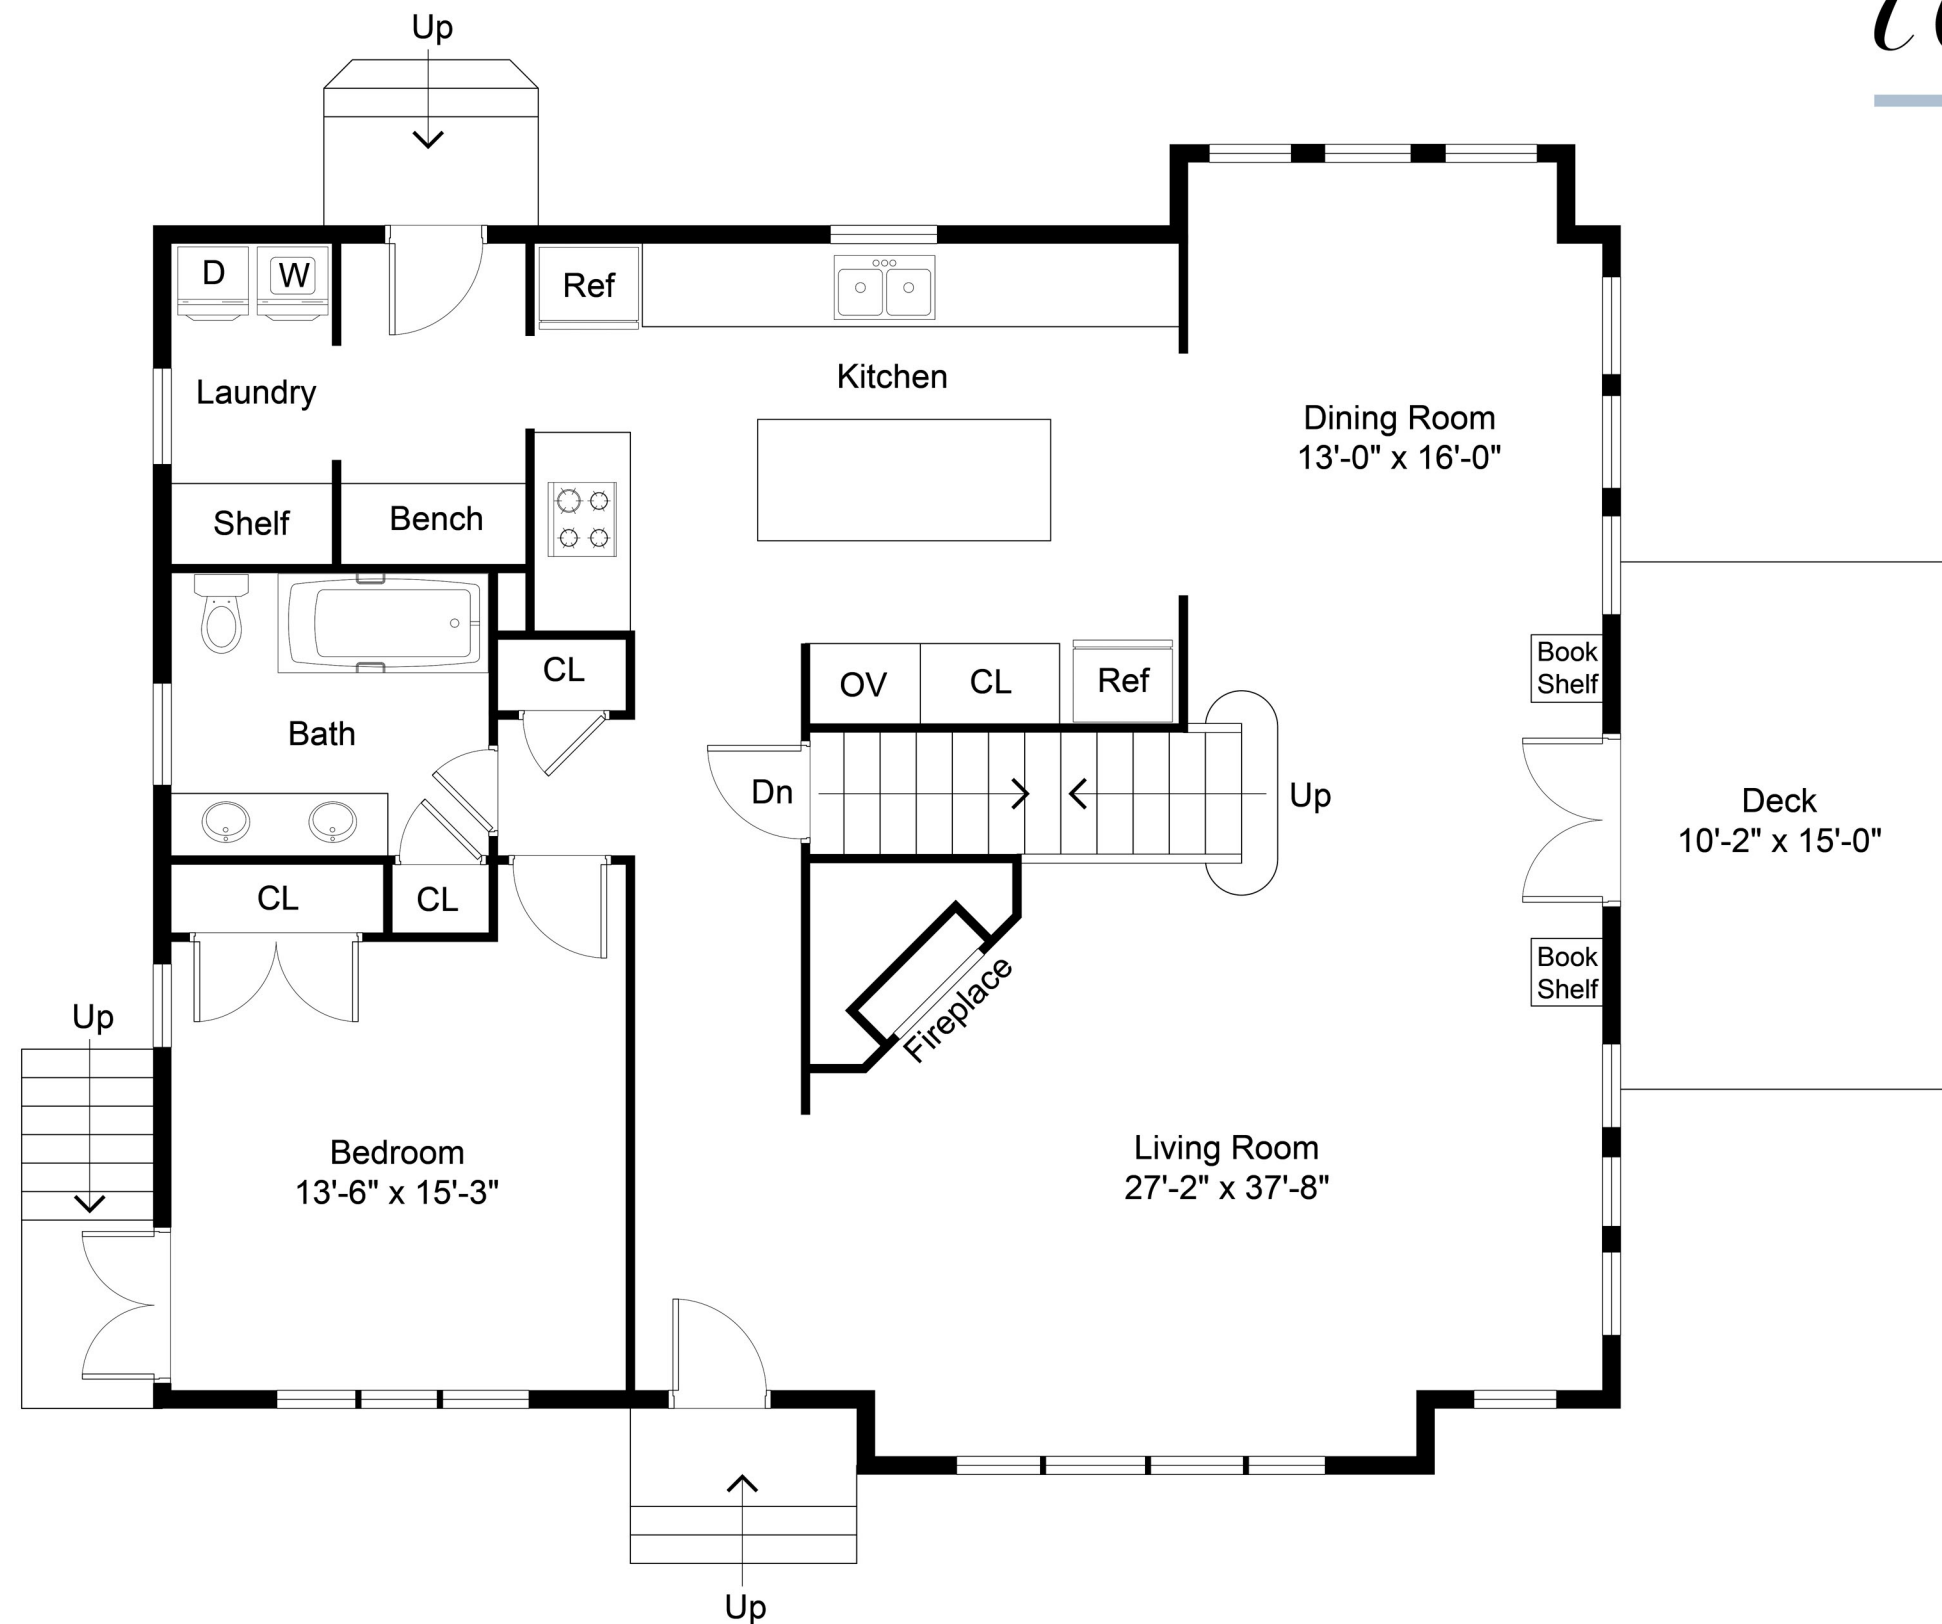 Up
D
W
Ref
Laundry
Kitchen
Dining Room
13'-0" x 16'-0"
Shelf
Bench
CL
OV
CL
Ref
Book
Shelf
Bath
Dn
Up
Deck
10'-2" x 15'-0"
CL
CL
Book
Shelf
Fireplace
Up
Bedroom
13'-6" x 15'-3"
Living Room
27'-2" x 37'-8"
Up